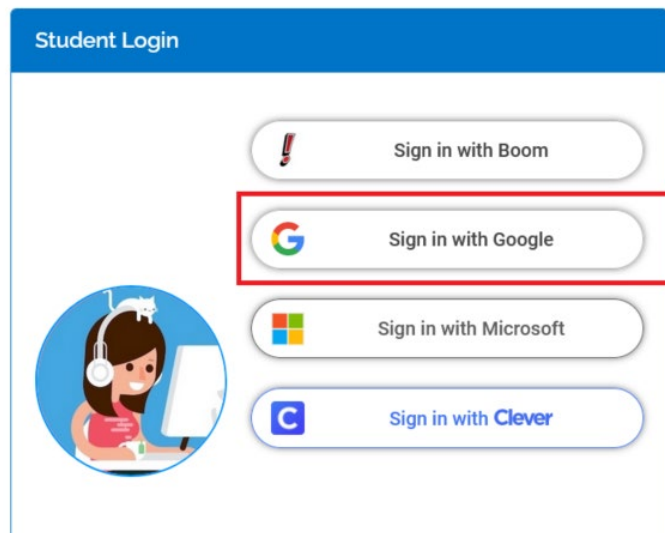 Student Login
Sign in with Boom
Sign in with Google
Sign in with Microsoft
Sign in with Clever